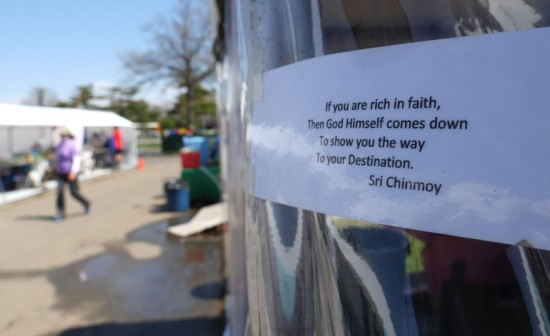 If you are rich in faith,
Then God Himself comes down
To show you the way
To your Destination.
Sri Chinmoy